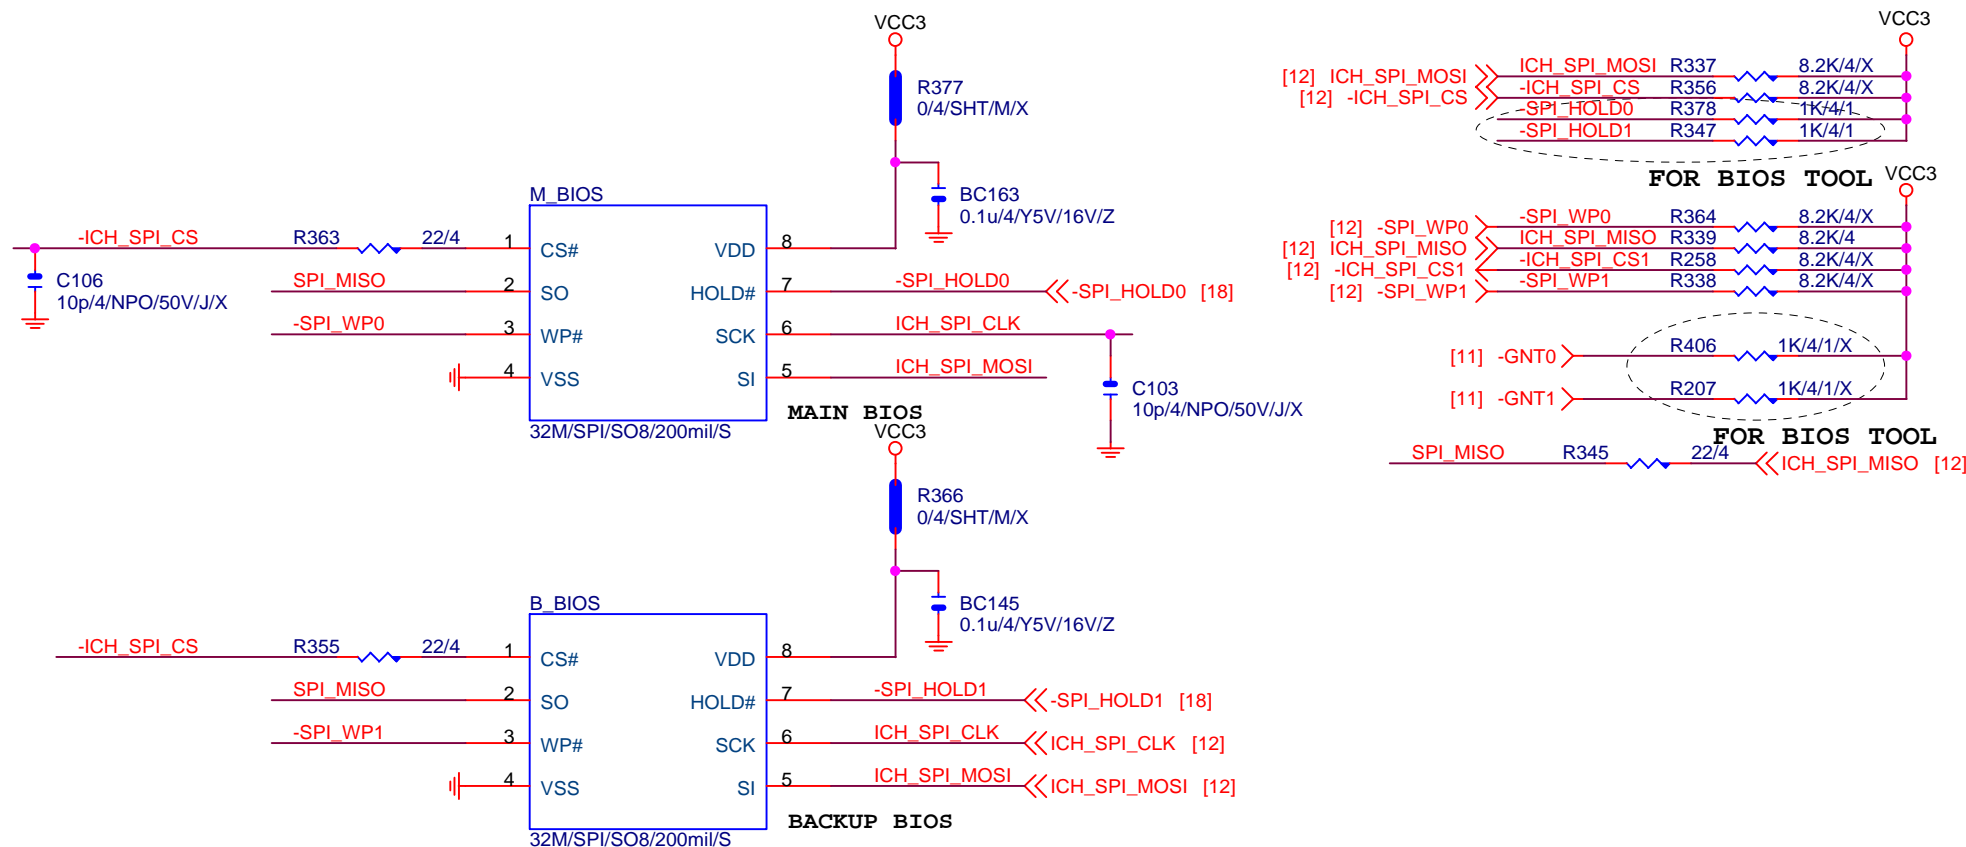 VCC3
R377
0/4/SHT/M/X
BC163
0.1u/4/Y5V/16V/Z
M_BIOS
-ICH_SPI_CS R363 22/4 1 CS# VDD 8
C106
10p/4/NPO/50V/J/X
SPI_MISO 2 SO HOLD# 7 -SPI_HOLD0 -SPI_HOLD0 [18]
-SPI_WP0 3 WP# SCK 6 ICH_SPI_CLK
4 VSS SI 5 ICH_SPI_MOSI
C103
10p/4/NPO/50V/J/X
MAIN BIOS
32M/SPI/SO8/200mil/S
VCC3
R366
0/4/SHT/M/X
BC145
0.1u/4/Y5V/16V/Z
B_BIOS
-ICH_SPI_CS R355 22/4 1 CS# VDD 8
SPI_MISO 2 SO HOLD# 7 -SPI_HOLD1 -SPI_HOLD1 [18]
-SPI_WP1 3 WP# SCK 6 ICH_SPI_CLK ICH_SPI_CLK [12]
4 VSS SI 5 ICH_SPI_MOSI ICH_SPI_MOSI [12]
BACKUP BIOS
32M/SPI/SO8/200mil/S
VCC3
[12] ICH_SPI_MOSI ICH_SPI_MOSI R337 8.2K/4/X
[12] -ICH_SPI_CS -ICH_SPI_CS R356 8.2K/4/X
-SPI_HOLD0 R378 1K/4/1
-SPI_HOLD1 R347 1K/4/1
FOR BIOS TOOL
VCC3
[12] -SPI_WP0 -SPI_WP0 R364 8.2K/4/X
[12] ICH_SPI_MISO ICH_SPI_MISO R339 8.2K/4
[12] -ICH_SPI_CS1 -ICH_SPI_CS1 R258 8.2K/4/X
[12] -SPI_WP1 -SPI_WP1 R338 8.2K/4/X
[11] -GNT0 R406 1K/4/1/X
[11] -GNT1 R207 1K/4/1/X
FOR BIOS TOOL
SPI_MISO R345 22/4 ICH_SPI_MISO [12]